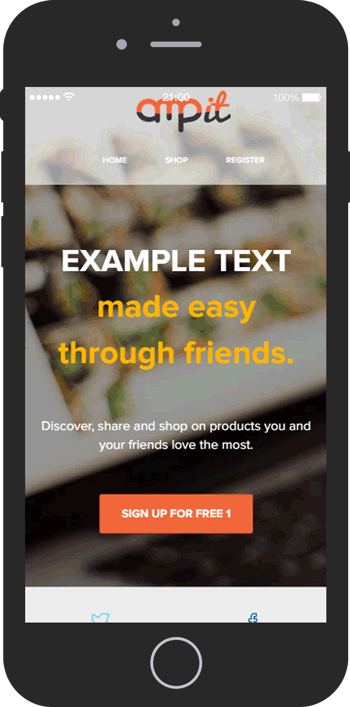 21:00
100%
ampit
HOME
SHOP
REGISTER
EXAMPLE TEXT
made easy
through friends.
Discover, share and shop on products you and
your friends love the most.
SIGN UP FOR FREE 1